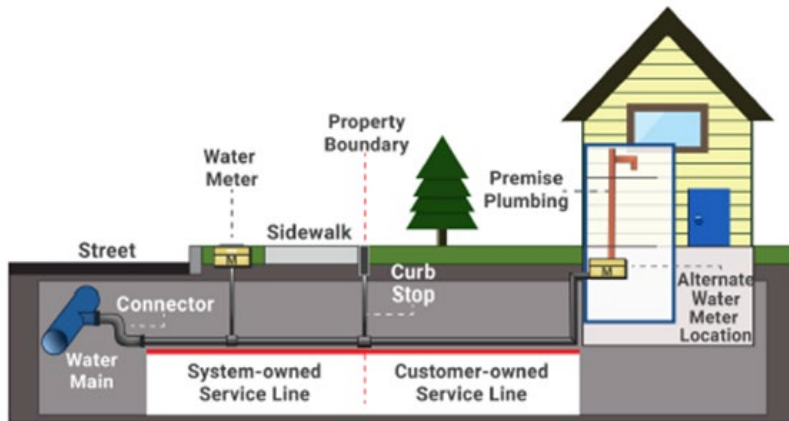 Property
Boundary
Water
Meter
Premise
Plumbing
Street
Sidewalk
M
Curb
Stop
M
Connector
Alternate
Water
Meter
Location
Water
Main
System-owned
Service Line
Customer-owned
Service Line